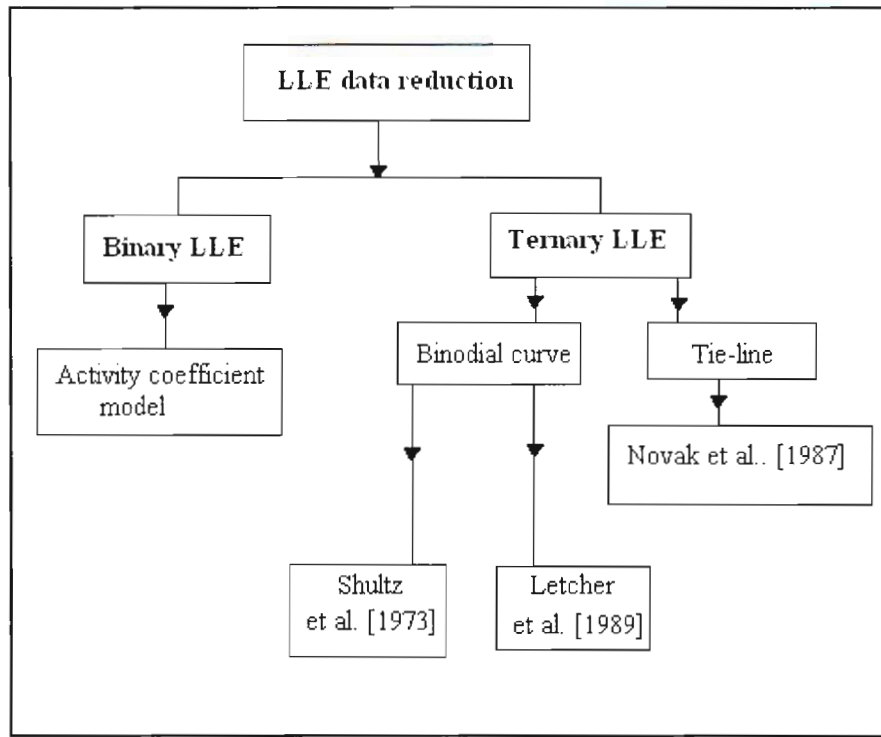 LLE data reduction
Binary LLE
Ternary LLE
Activity coefficient
model
Binodial curve
Tie-line
Novak et al.. [1987]
Shultz
et al. [1973]
Letcher
et al. [1989]